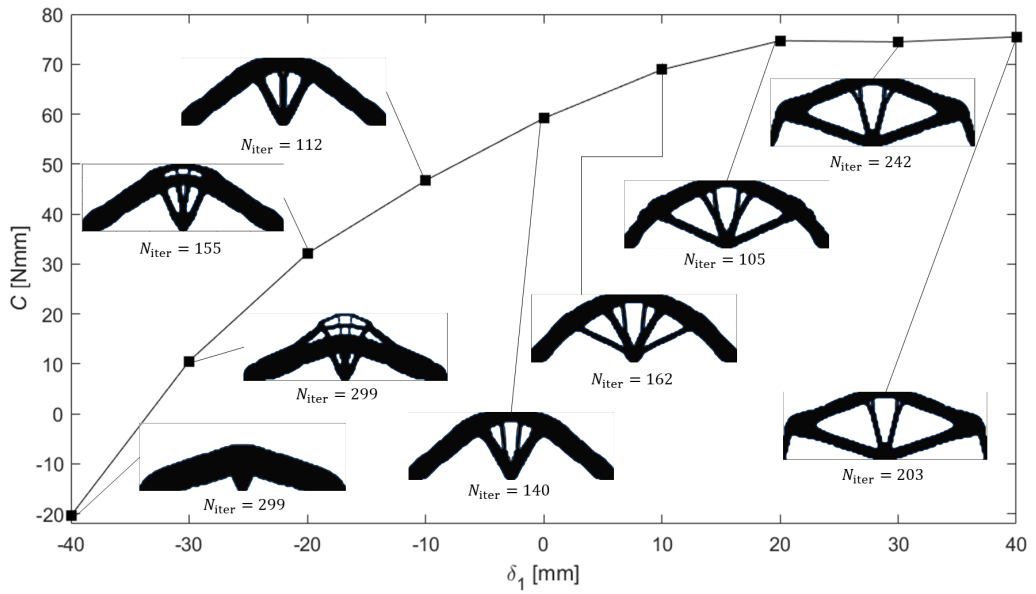 80
70
60
50
40
30
20
10
0
-10
-20
C [Nmm]
N_iter = 112
N_iter = 155
N_iter = 242
N_iter = 105
N_iter = 299
N_iter = 162
N_iter = 299
N_iter = 140
N_iter = 203
-40 -30 -20 -10 0 10 20 30 40
δ_1 [mm]